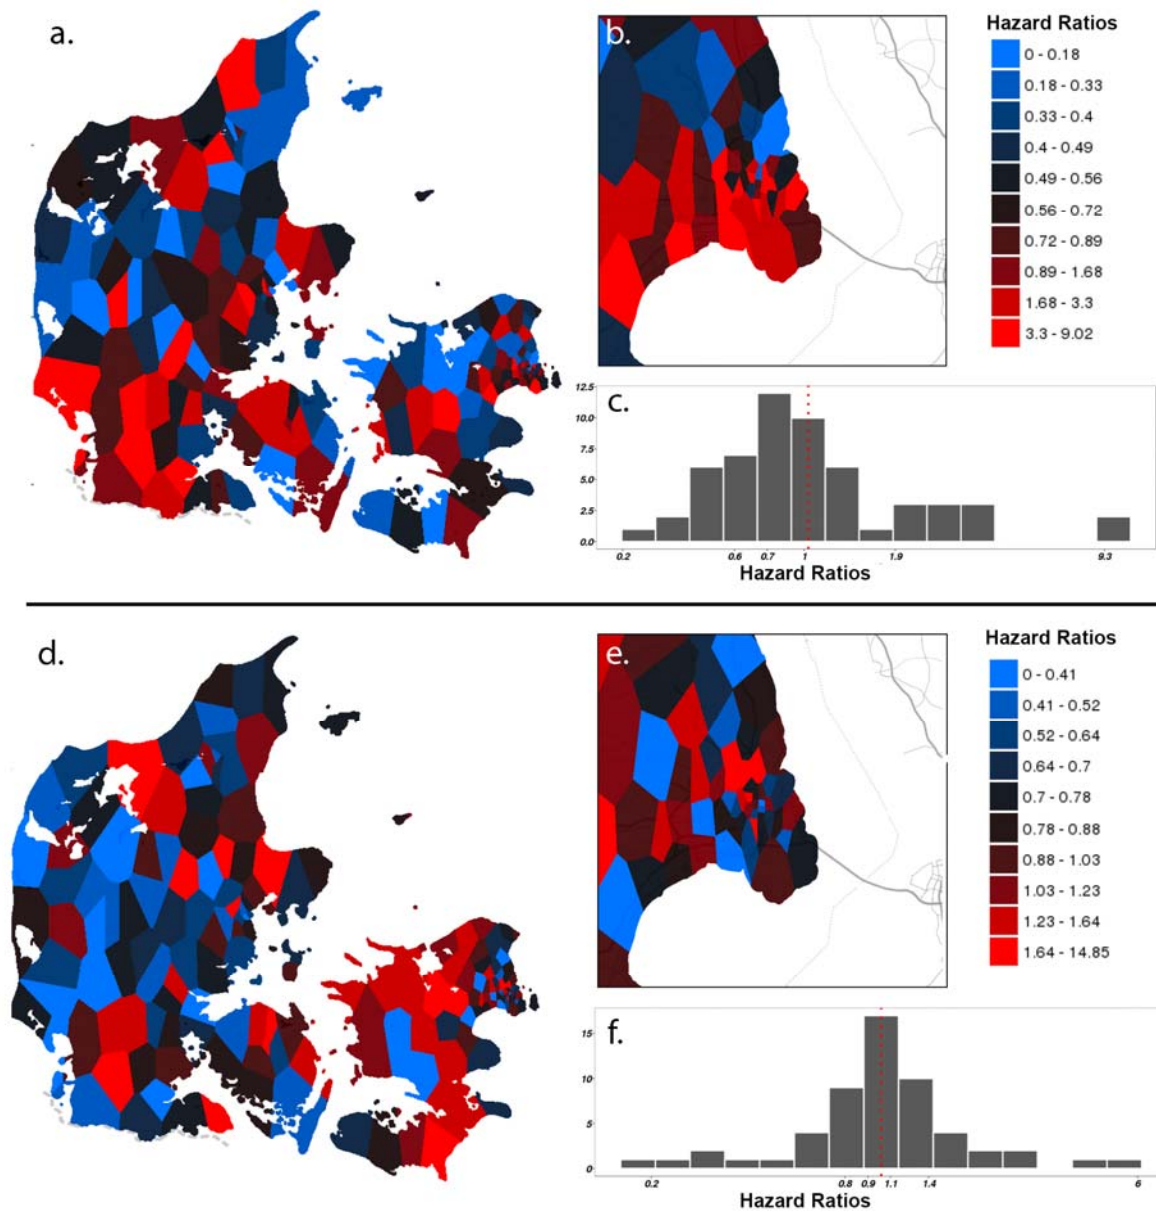 a.
b.
Hazard Ratios
0 - 0.18
0.18 - 0.33
0.33 - 0.4
0.4 - 0.49
0.49 - 0.56
0.56 - 0.72
0.72 - 0.89
0.89 - 1.68
1.68 - 3.3
3.3 - 9.02
c.
12.5
10.0
7.5
5.0
2.5
0.0
0.2 0.6 0.7 1 1.9 9.3
Hazard Ratios
d.
e.
Hazard Ratios
0 - 0.41
0.41 - 0.52
0.52 - 0.64
0.64 - 0.7
0.7 - 0.78
0.78 - 0.88
0.88 - 1.03
1.03 - 1.23
1.23 - 1.64
1.64 - 14.85
f.
15
10
5
0
0.2 0.8 0.9 1.1 1.4 6
Hazard Ratios